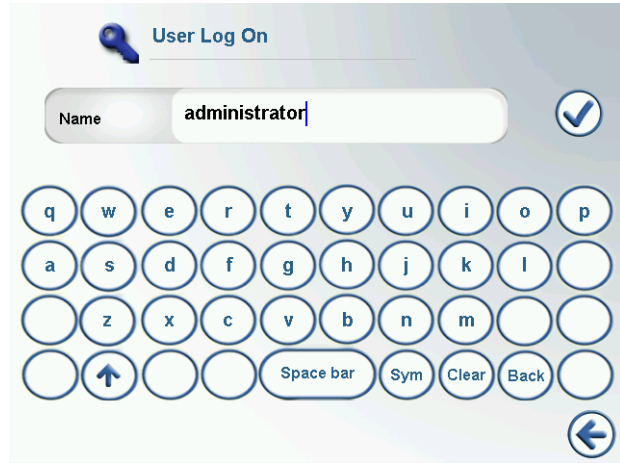 User Log On
Name administrator
q w e r t y u i o p
a s d f g h j k l
z x c v b n m
Space bar Sym Clear Back